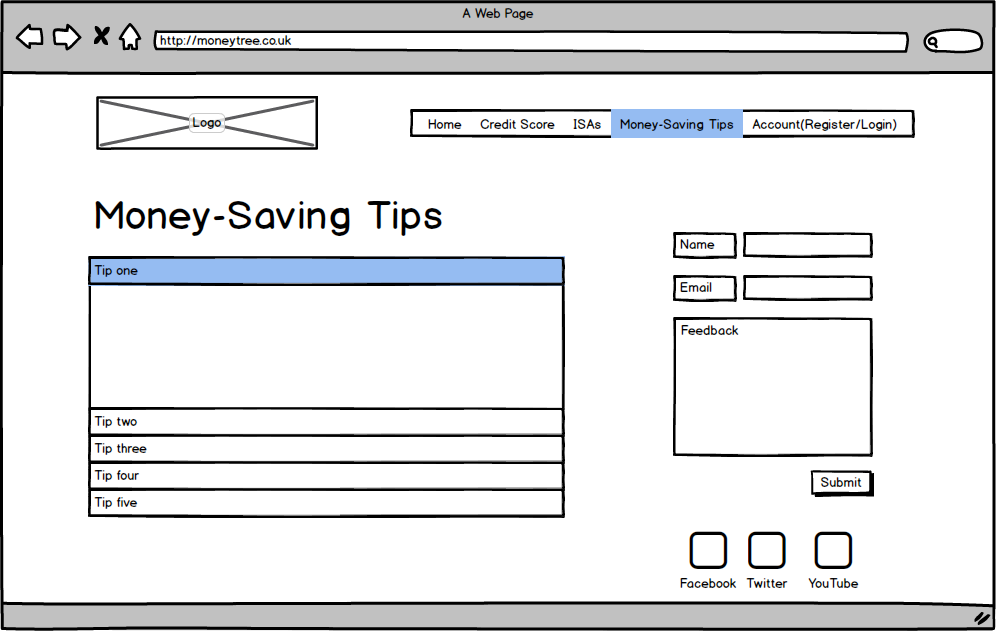 A Web Page
http://moneytree.co.uk
Logo
Home Credit Score ISAs Money-Saving Tips Account(Register/Login)
Money-Saving Tips
Tip one
Tip two
Tip three
Tip four
Tip five
Name
Email
Feedback
Submit
Facebook Twitter YouTube